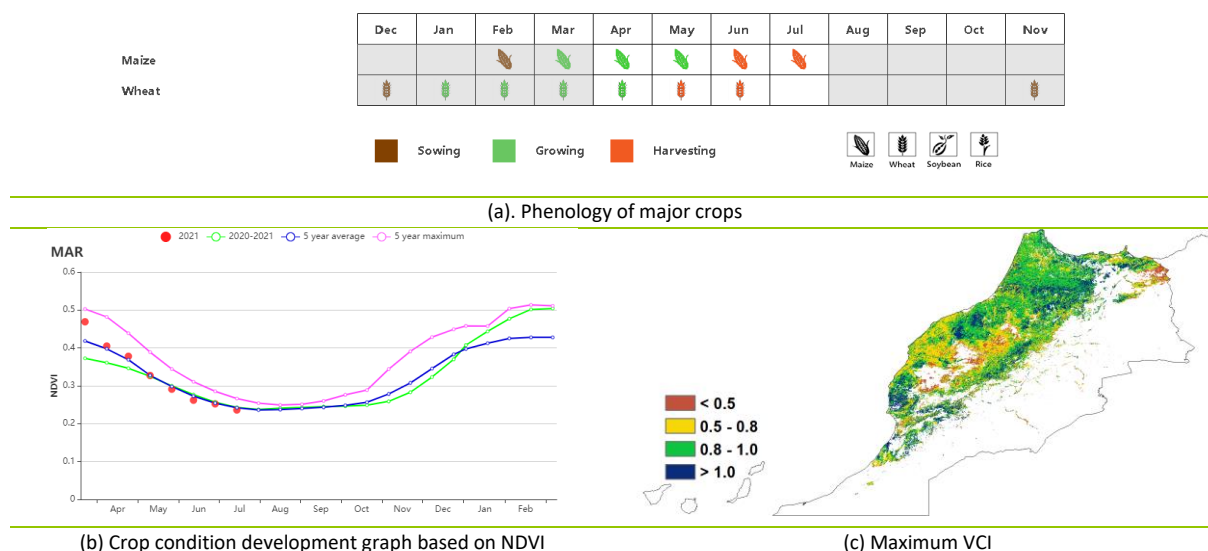 Dec Jan Feb Mar Apr May Jun Jul Aug Sep Oct Nov
Maize
Wheat
Sowing Growing Harvesting
Maize Wheat Soybean Rice
(a). Phenology of major crops
2021 2020-2021 5 year average 5 year maximum
MAR
0.6
0.5
0.4
0.3
0.2
0.1
0
NDVI
Apr May Jun Jul Aug Sep Oct Nov Dec Jan Feb
< 0.5
0.5 - 0.8
0.8 - 1.0
> 1.0
(b) Crop condition development graph based on NDVI (c) Maximum VCI